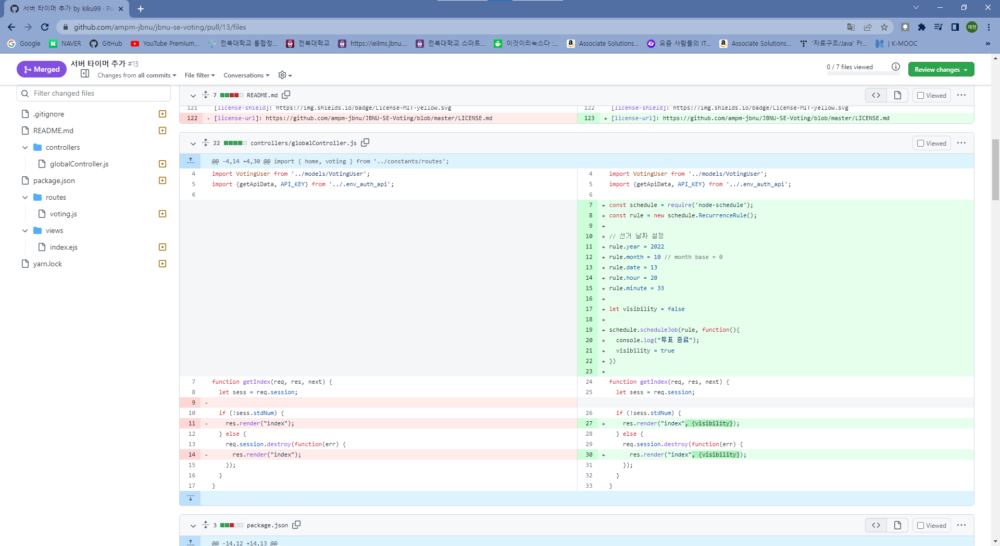 서버 타이머 추가 by kiku99 · Pu
github.com/ampm-jbnu/jbnu-se-voting/pull/13/files
재현
Google NAVER GitHub YouTube Premium... 전북대학교 통합정... 전북대학교 https://ieilms.jbnu.... 전북대학교 스마트... 이것이리눅스다 :... Associate Solutions... 요즘 사람들의 IT... Associate Solutions... '자료구조/Java' 카... | K-MOOC »
Merged
서버 타이머 추가 #13
Changes from all commits File filter Conversations
0 / 7 files viewed
Review changes
Filter changed files
.gitignore
README.md
controllers
globalController.js
package.json
routes
voting.js
views
index.ejs
yarn.lock
7 README.md
Viewed
121 [license-shield]: https://img.shields.io/badge/License-MIT-yellow.svg 122 [license-shield]: https://img.shields.io/badge/License-MIT-yellow.svg
122 - [license-url]: https://github.com/ampm-jbnu/JBNU-SE-Voting/blob/master/LICENSE.md 123 + [license-url]: https://github.com/ampm-jbnu/JBNU-SE-Voting/blob/master/LICENSE.md
22 controllers/globalController.js
Viewed
@@ -4,14 +4,30 @@ import { home, voting } from '../constants/routes';
4 import VotingUser from '../models/VotingUser'; 4 import VotingUser from '../models/VotingUser';
5 import {getApiData, API_KEY} from '../.env_auth_api'; 5 import {getApiData, API_KEY} from '../.env_auth_api';
6 6
7 + const schedule = require('node-schedule');
8 + const rule = new schedule.RecurrenceRule();
9 +
10 + // 선거 날짜 설정
11 + rule.year = 2022
12 + rule.month = 10 // month base = 0
13 + rule.date = 13
14 + rule.hour = 20
15 + rule.minute = 33
16 +
17 + let visibility = false
18 +
19 + schedule.scheduleJob(rule, function(){
20 + console.log("투표 종료");
21 + visibility = true
22 + })
23 +
7 function getIndex(req, res, next) { 24 function getIndex(req, res, next) {
8 let sess = req.session; 25 let sess = req.session;
9 -
10 if (!sess.stdNum) { 26 if (!sess.stdNum) {
11 - res.render("index"); 27 + res.render("index", {visibility});
12 } else { 28 } else {
13 req.session.destroy(function(err) { 29 req.session.destroy(function(err) {
14 - res.render("index"); 30 + res.render("index", {visibility});
15 }); 31 });
16 } 32 }
17 } 33 }
3 package.json
Viewed
@@ -14,12 +14,13 @@